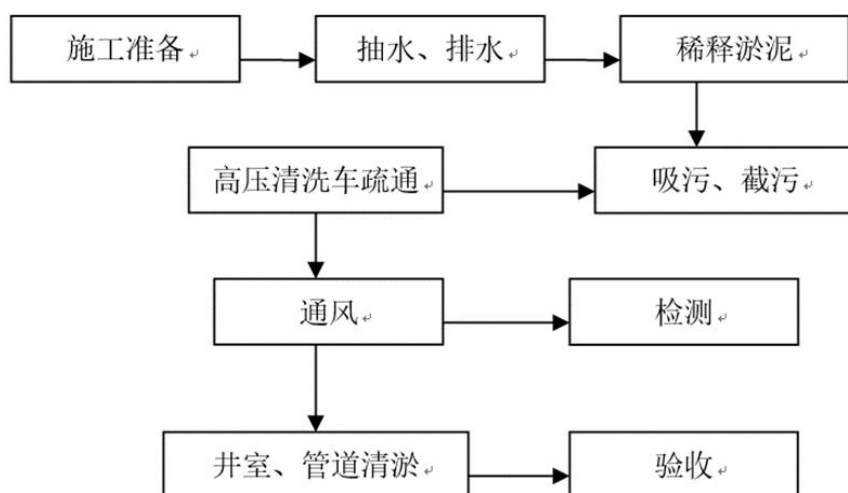 施工准备
抽水、排水
稀释淤泥
高压清洗车疏通
吸污、截污
通风
检测
井室、管道清淤
验收